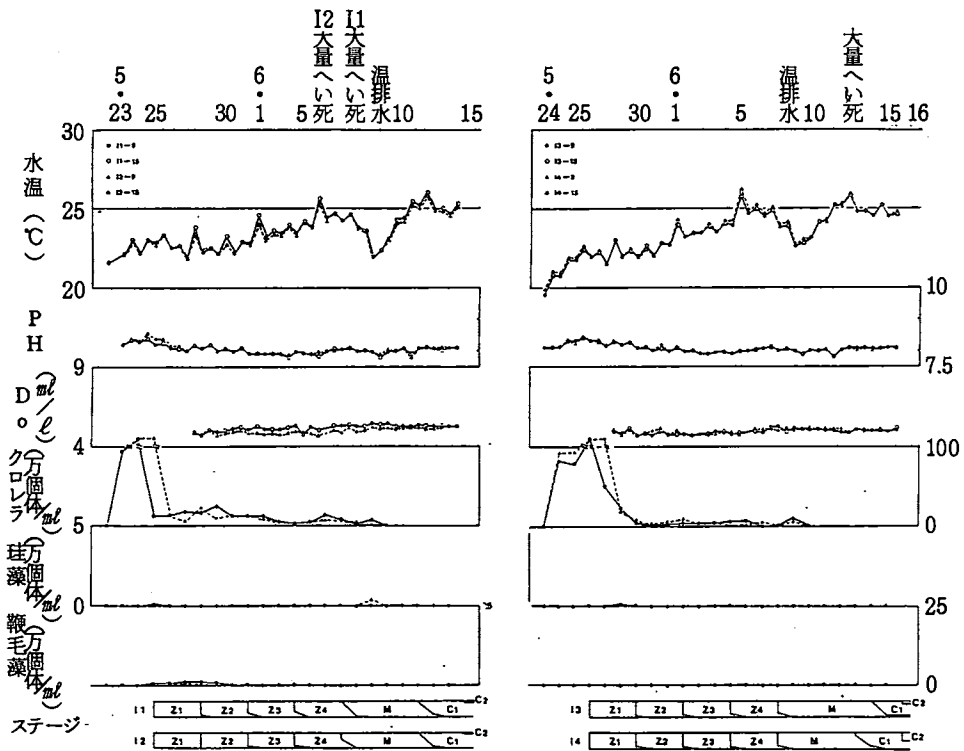 I2大量へい死
I1大量へい死
温排水
5・23 25 30 6・1 5 10 15
温排水
大量へい死
5・24 25 30 6・1 5 10 15 16
水温(℃)
30
25
20
PH
10
9
7.5
Do(ml/ℓ)
4
クロレラ(万個体/ml)
100
5
0
珪藻(万個体/ml)
0
25
鞭毛藻(万個体/ml)
0
ステージ
I1 Z1 Z2 Z3 Z4 M C1 C2
I2 Z1 Z2 Z3 Z4 M C1 C2
I3 Z1 Z2 Z3 Z4 M C1 C2
I4 Z1 Z2 Z3 Z4 M C1 C2